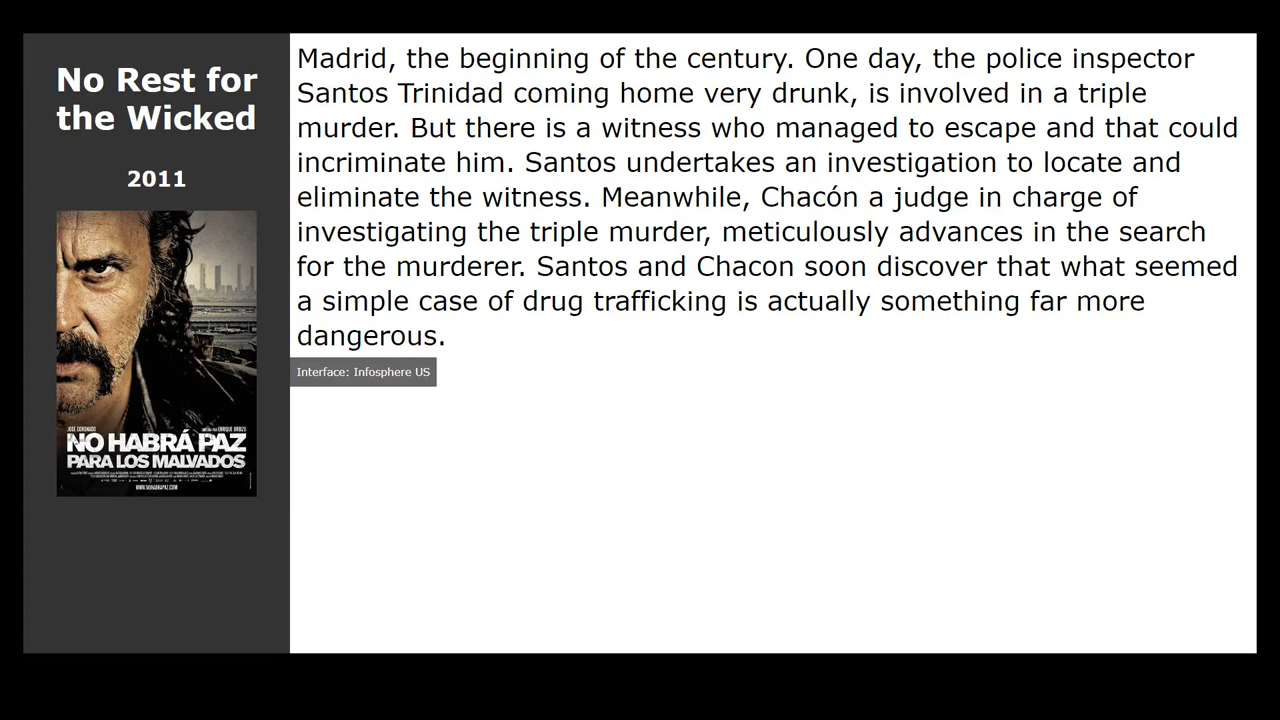 No Rest for
the Wicked
2011
JOSÉ CORONADO
ENRIQUE URBIZU
NO HABRÁ PAZ
PARA LOS MALVADOS
WWW.NOHABRAPAZ.COM
Madrid, the beginning of the century. One day, the police inspector
Santos Trinidad coming home very drunk, is involved in a triple
murder. But there is a witness who managed to escape and that could
incriminate him. Santos undertakes an investigation to locate and
eliminate the witness. Meanwhile, Chacón a judge in charge of
investigating the triple murder, meticulously advances in the search
for the murderer. Santos and Chacon soon discover that what seemed
a simple case of drug trafficking is actually something far more
dangerous.
Interface: Infosphere US